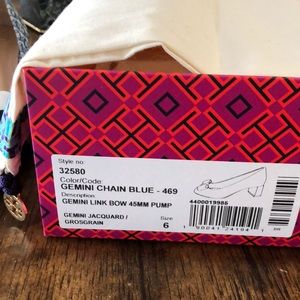 Style no
32580
Color/Code
GEMINI CHAIN BLUE - 469
Description
GEMINI LINK BOW 45MM PUMP
4400019985
GEMINI JACQUARD /
GROSGRAIN
Size
6